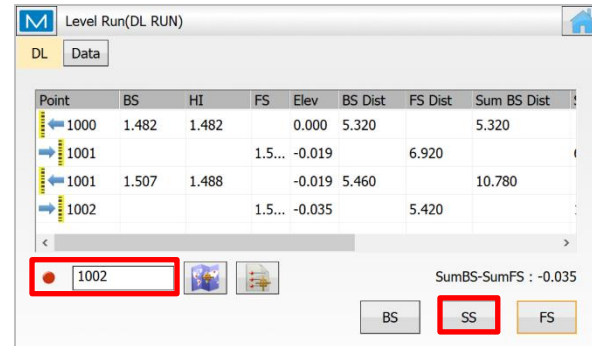 M Level Run(DL RUN)
DL Data
Point BS HI FS Elev BS Dist FS Dist Sum BS Dist
1000 1.482 1.482 0.000 5.320 5.320
1001 1.5... -0.019 6.920
1001 1.507 1.488 -0.019 5.460 10.780
1002 1.5... -0.035 5.420
1002 SumBS-SumFS : -0.035
BS SS FS